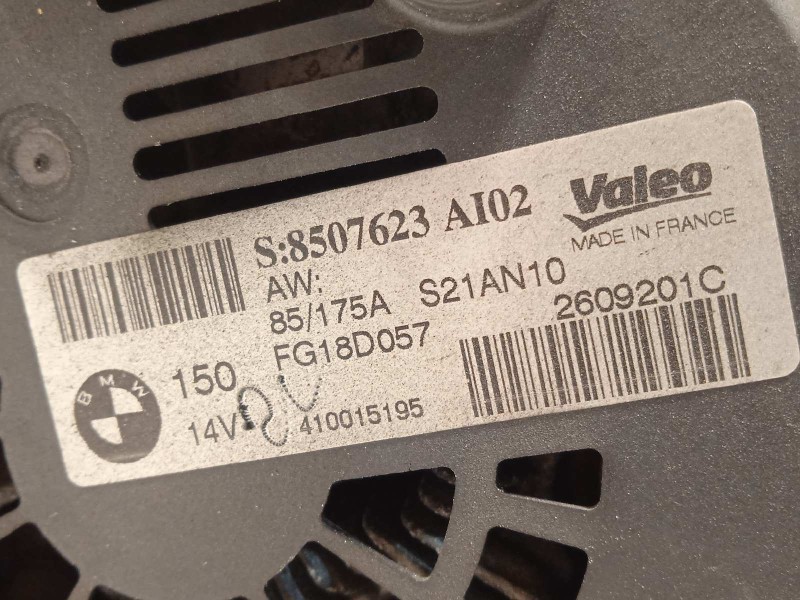 S:8507623 AI02
Valeo
MADE IN FRANCE
AW:
85/175A S21AN10
FG18D057
2609201C
BMW
150
14V
410015195